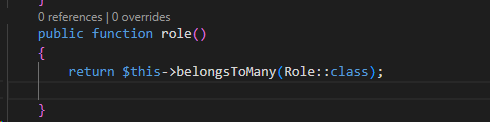 }
0 references | 0 overrides
public function role()
{
return $this->belongsToMany(Role::class);
}